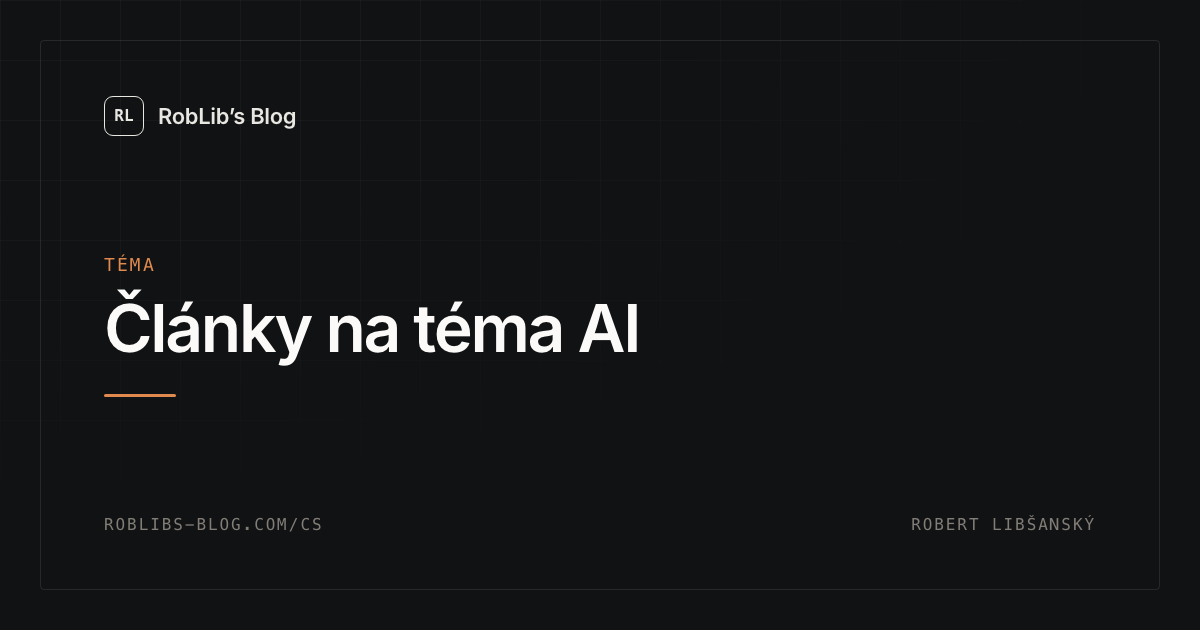 RL
RobLib’s Blog
TÉMA
Články na téma AI
ROBLIBS-BLOG.COM/CS
ROBERT LIBŠANSKÝ